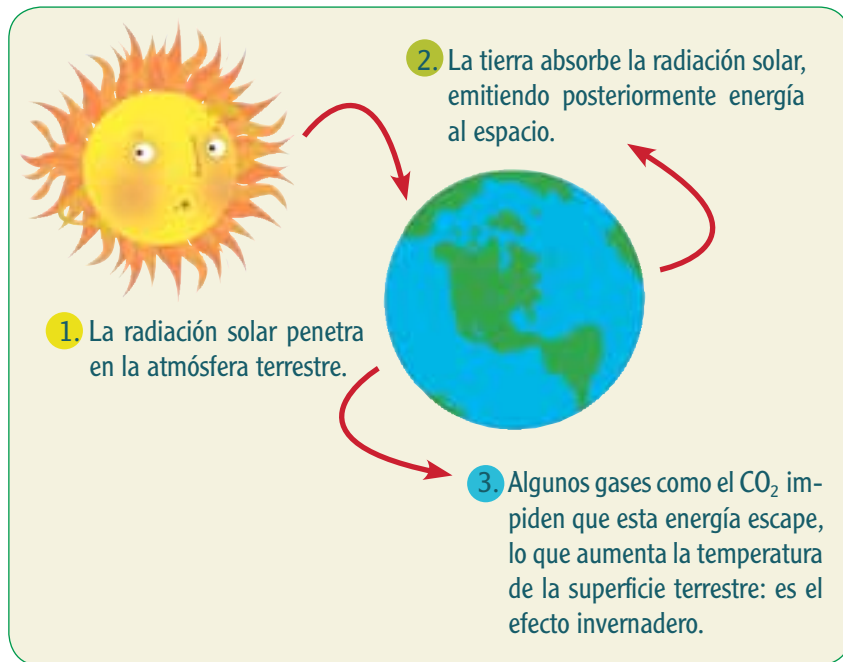 1. La radiación solar penetra
en la atmósfera terrestre.
2. La tierra absorbe la radiación solar,
emitiendo posteriormente energía
al espacio.
3. Algunos gases como el CO₂ im-
piden que esta energía escape,
lo que aumenta la temperatura
de la superficie terrestre: es el
efecto invernadero.